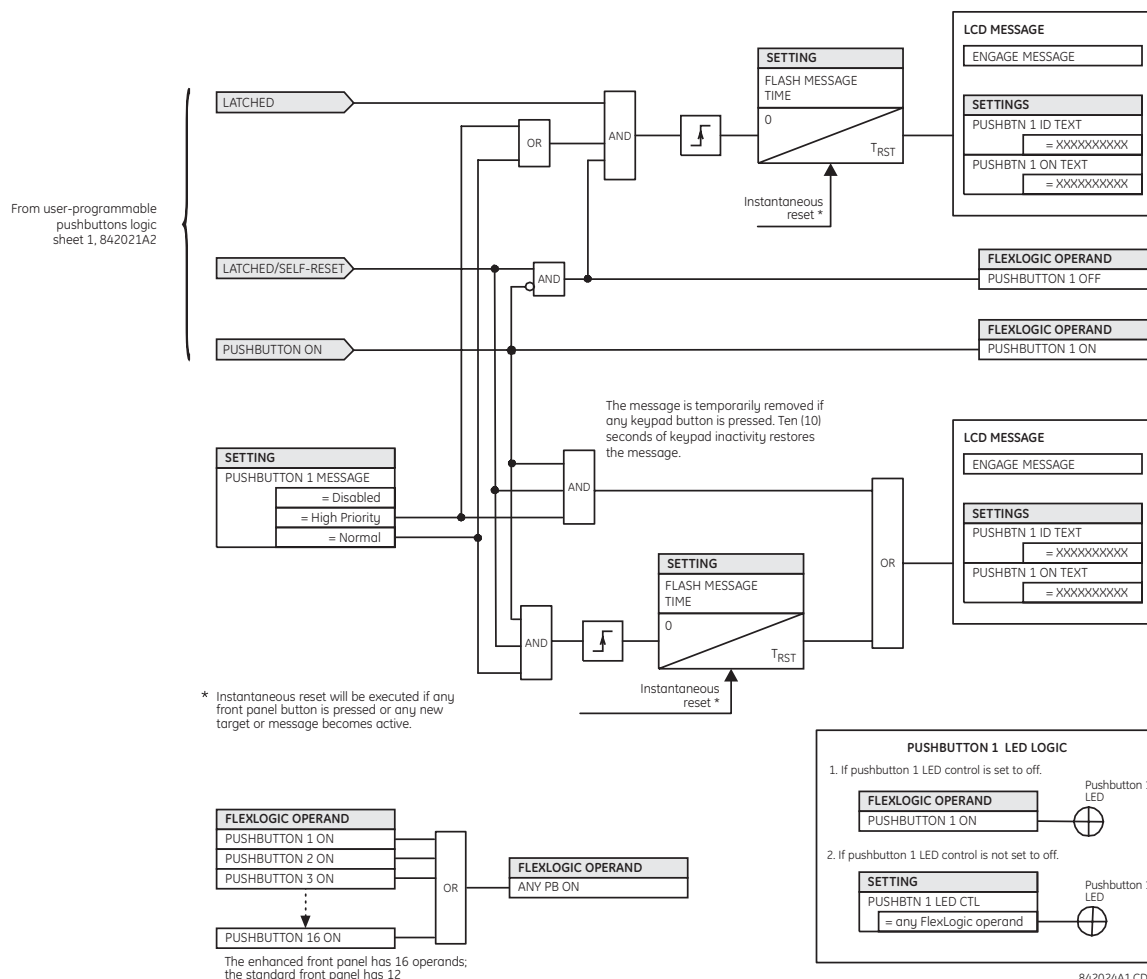 LCD MESSAGE
ENGAGE MESSAGE
SETTINGS
PUSHBTN 1 ID TEXT
= XXXXXXXXXX
PUSHBTN 1 ON TEXT
= XXXXXXXXXX
SETTING
FLASH MESSAGE
TIME
0
TRST
Instantaneous
reset *
LATCHED
OR
AND
From user-programmable
pushbuttons logic
sheet 1, 842021A2
LATCHED/SELF-RESET
AND
FLEXLOGIC OPERAND
PUSHBUTTON 1 OFF
PUSHBUTTON ON
FLEXLOGIC OPERAND
PUSHBUTTON 1 ON
The message is temporarily removed if
any keypad button is pressed. Ten (10)
seconds of keypad inactivity restores
the message.
SETTING
PUSHBUTTON 1 MESSAGE
= Disabled
= High Priority
= Normal
AND
LCD MESSAGE
ENGAGE MESSAGE
SETTINGS
PUSHBTN 1 ID TEXT
= XXXXXXXXXX
PUSHBTN 1 ON TEXT
= XXXXXXXXXX
OR
SETTING
FLASH MESSAGE
TIME
0
TRST
AND
Instantaneous
reset *
* Instantaneous reset will be executed if any
front panel button is pressed or any new
target or message becomes active.
PUSHBUTTON 1 LED LOGIC
1. If pushbutton 1 LED control is set to off.
Pushbutton 1
LED
FLEXLOGIC OPERAND
PUSHBUTTON 1 ON
2. If pushbutton 1 LED control is not set to off.
Pushbutton 1
LED
SETTING
PUSHBTN 1 LED CTL
= any FlexLogic operand
FLEXLOGIC OPERAND
PUSHBUTTON 1 ON
PUSHBUTTON 2 ON
PUSHBUTTON 3 ON
PUSHBUTTON 16 ON
OR
FLEXLOGIC OPERAND
ANY PB ON
The enhanced front panel has 16 operands;
the standard front panel has 12
842024A1.CD